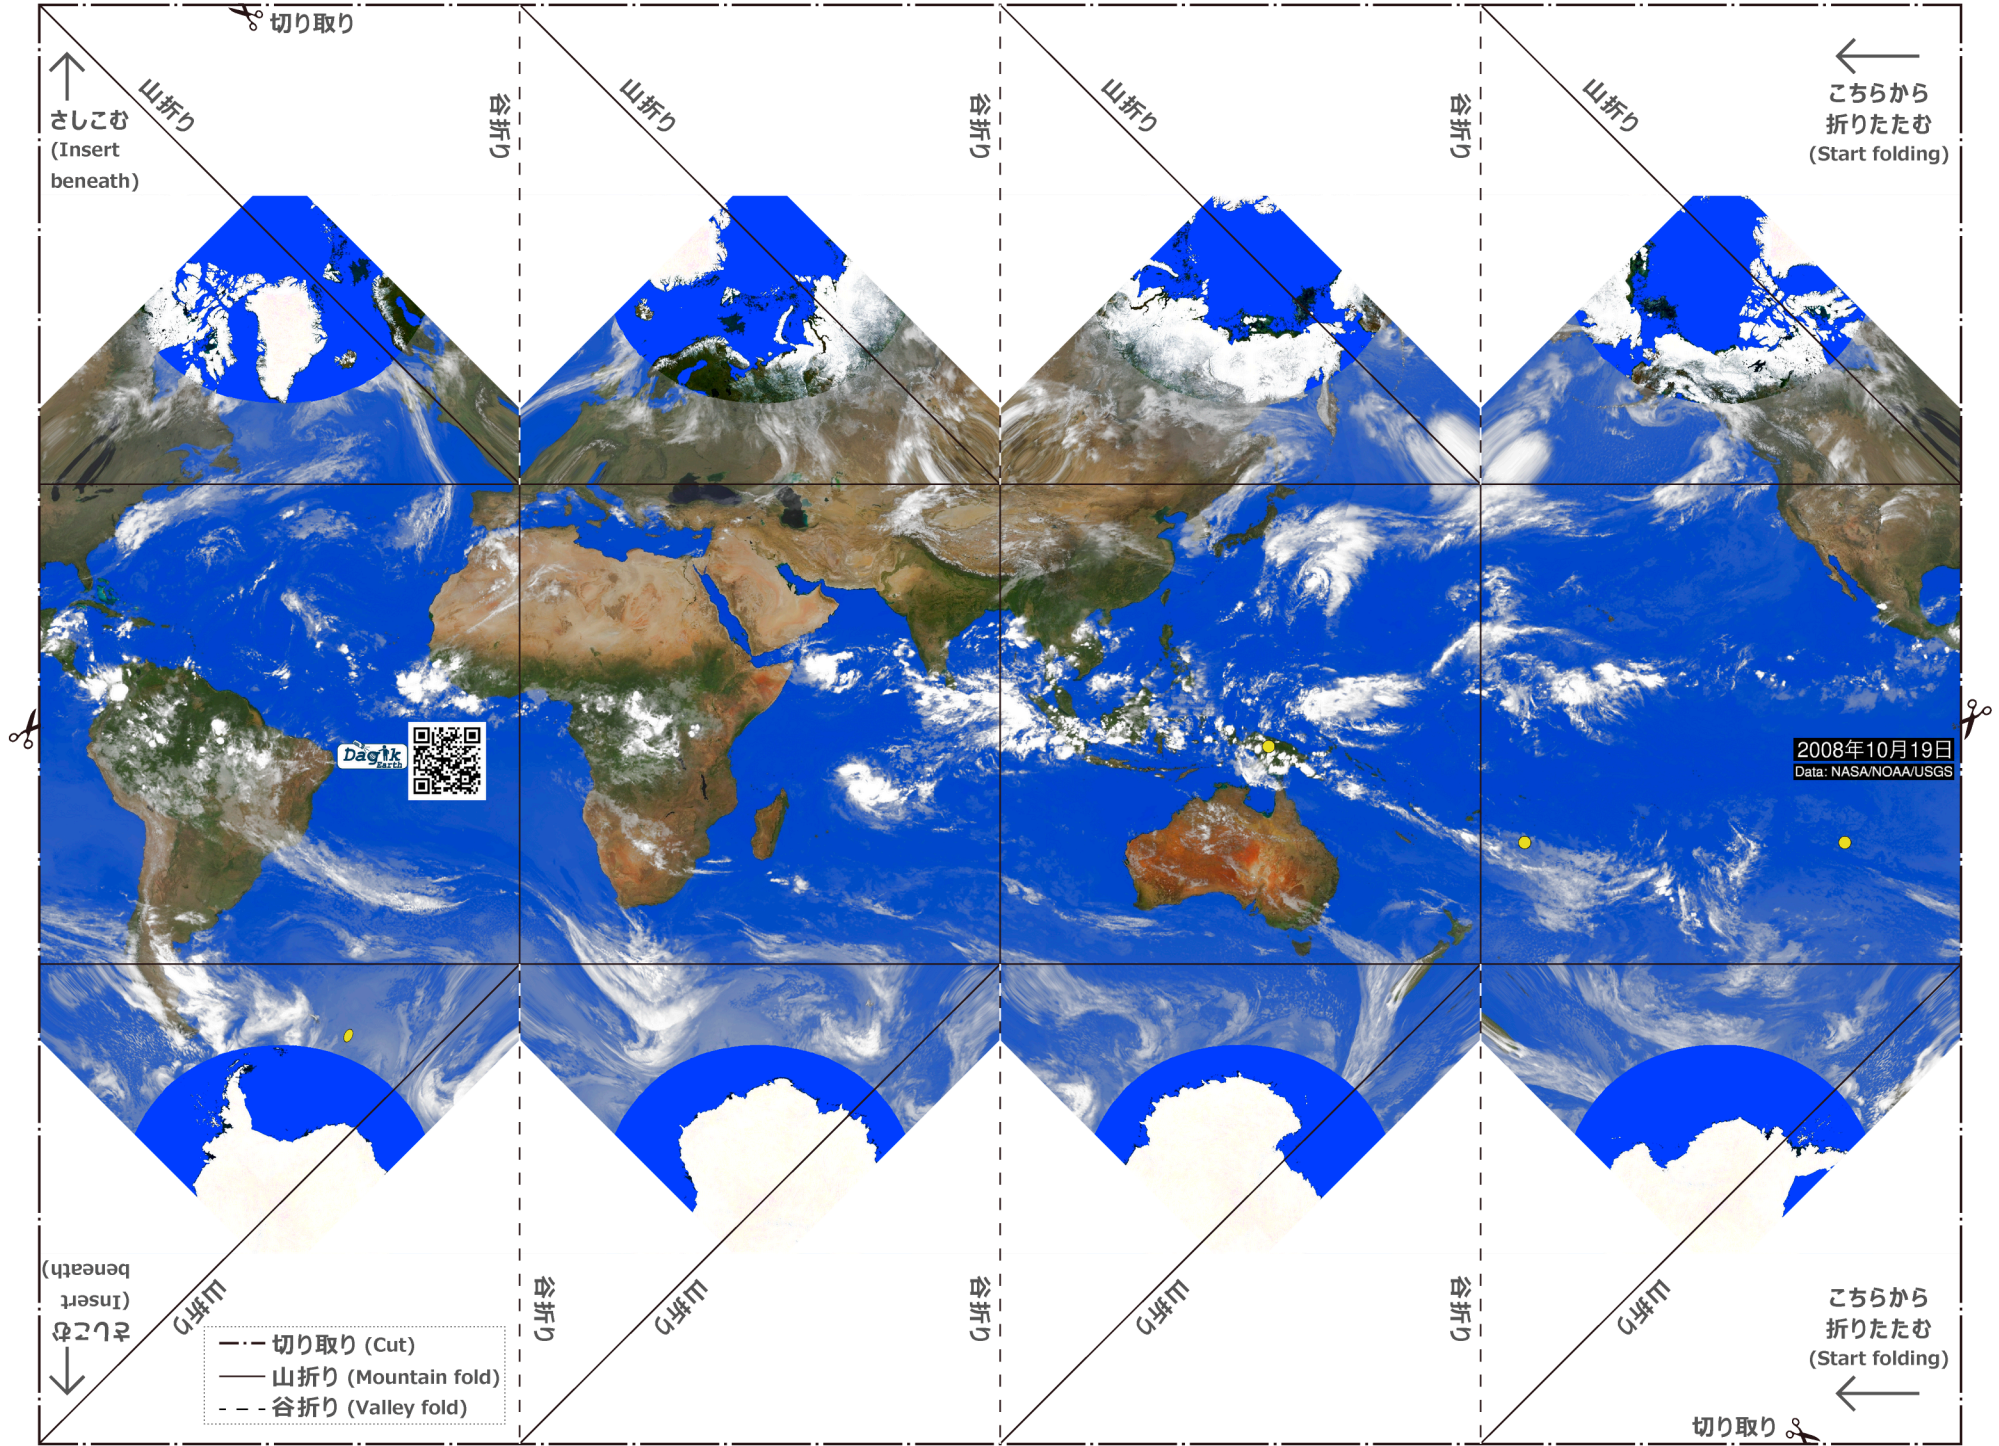 切り取り
山折り
山折り
山折り
山折り
谷折り
谷折り
谷折り
さしこむ
(Insert
beneath)
こちらから
折りたたむ
(Start folding)
Dagik
Earth
2008年10月19日
Data: NASA/NOAA/USGS
さしこむ
(Insert
beneath)
山折り
山折り
山折り
山折り
谷折り
谷折り
谷折り
こちらから
折りたたむ
(Start folding)
切り取り (Cut)
山折り (Mountain fold)
谷折り (Valley fold)
切り取り